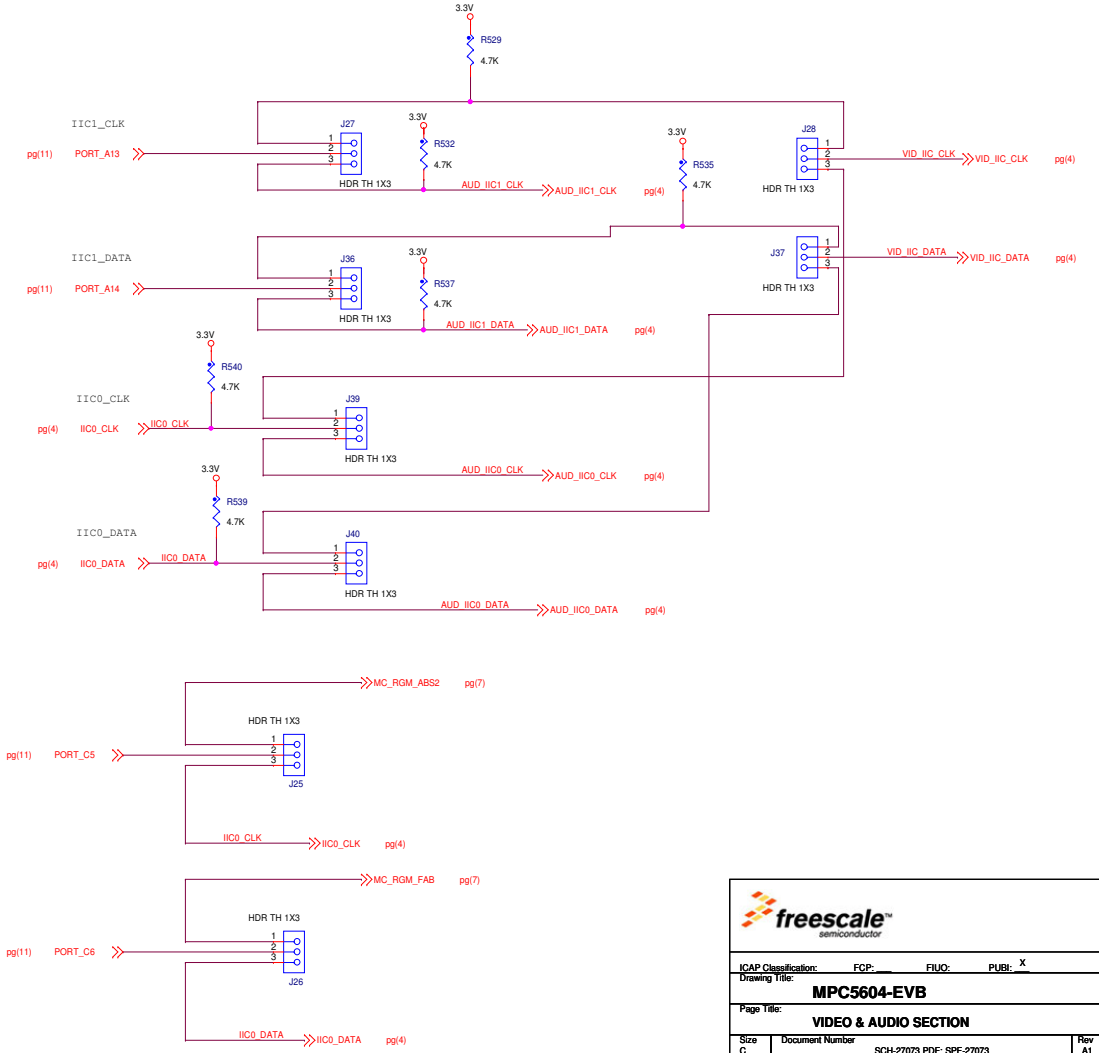 3.3V
R529
4.7K
IIC1_CLK
pg(11) PORT_A13
J27
1
2
3
HDR TH 1X3
3.3V
R532
4.7K
AUD_IIC1_CLK
AUD_IIC1_CLK pg(4)
3.3V
R535
4.7K
J28
1
2
3
HDR TH 1X3
VID_IIC_CLK
VID_IIC_CLK pg(4)
IIC1_DATA
pg(11) PORT_A14
J36
1
2
3
HDR TH 1X3
3.3V
R537
4.7K
AUD_IIC1_DATA
AUD_IIC1_DATA pg(4)
J37
1
2
3
HDR TH 1X3
VID_IIC_DATA
VID_IIC_DATA pg(4)
3.3V
R540
4.7K
IIC0_CLK
pg(4) IIC0_CLK
IIC0_CLK
J39
1
2
3
HDR TH 1X3
AUD_IIC0_CLK
AUD_IIC0_CLK pg(4)
3.3V
R539
4.7K
IIC0_DATA
pg(4) IIC0_DATA
IIC0_DATA
J40
1
2
3
HDR TH 1X3
AUD_IIC0_DATA
AUD_IIC0_DATA pg(4)
MC_RGM_ABS2 pg(7)
HDR TH 1X3
1
2
3
pg(11) PORT_C5
J25
IIC0_CLK
IIC0_CLK pg(4)
MC_RGM_FAB pg(7)
HDR TH 1X3
1
2
3
pg(11) PORT_C6
J26
IIC0_DATA
IIC0_DATA pg(4)
freescale™
semiconductor
ICAP Classification: FCP: ___ FIUO: PUBI: X
Drawing Title:
MPC5604-EVB
Page Title:
VIDEO & AUDIO SECTION
Size Document Number Rev
C SCH-27073 PDF: SPF-27073 A1